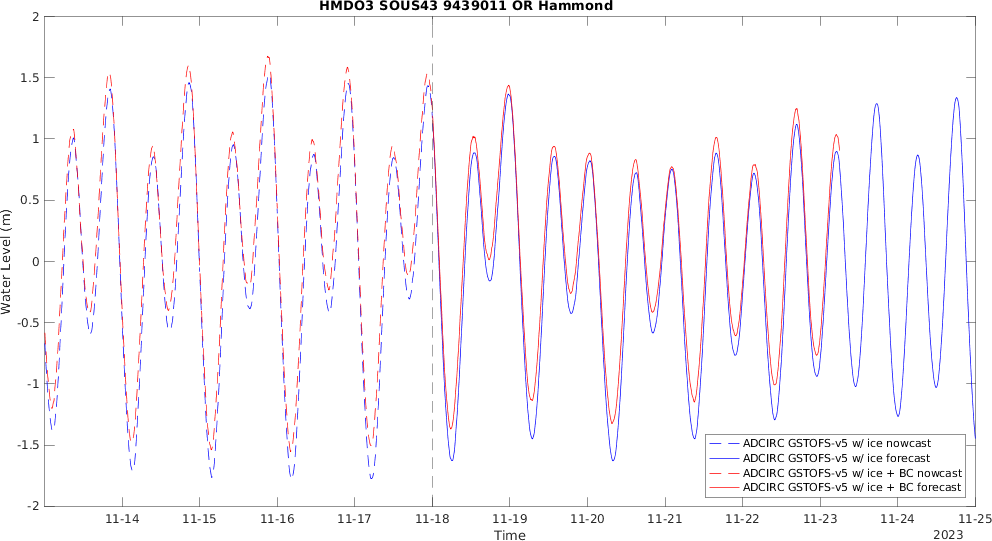 HMDO3 SOUS43 9439011 OR Hammond
2
1.5
1
0.5
0
-0.5
-1
-1.5
-2
Water Level (m)
11-14 11-15 11-16 11-17 11-18 11-19 11-20 11-21 11-22 11-23 11-24 11-25
Time
2023
ADCIRC GSTOFS-v5 w/ ice nowcast
ADCIRC GSTOFS-v5 w/ ice forecast
ADCIRC GSTOFS-v5 w/ ice + BC nowcast
ADCIRC GSTOFS-v5 w/ ice + BC forecast